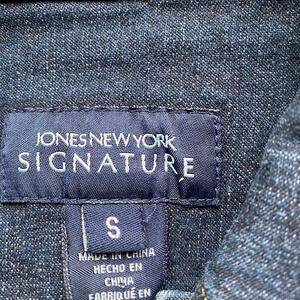 JONES NEW YORK
SIGNATURE
S
MADE IN CHINA
HECHO EN
CHINA
FABRIQUÉ EN